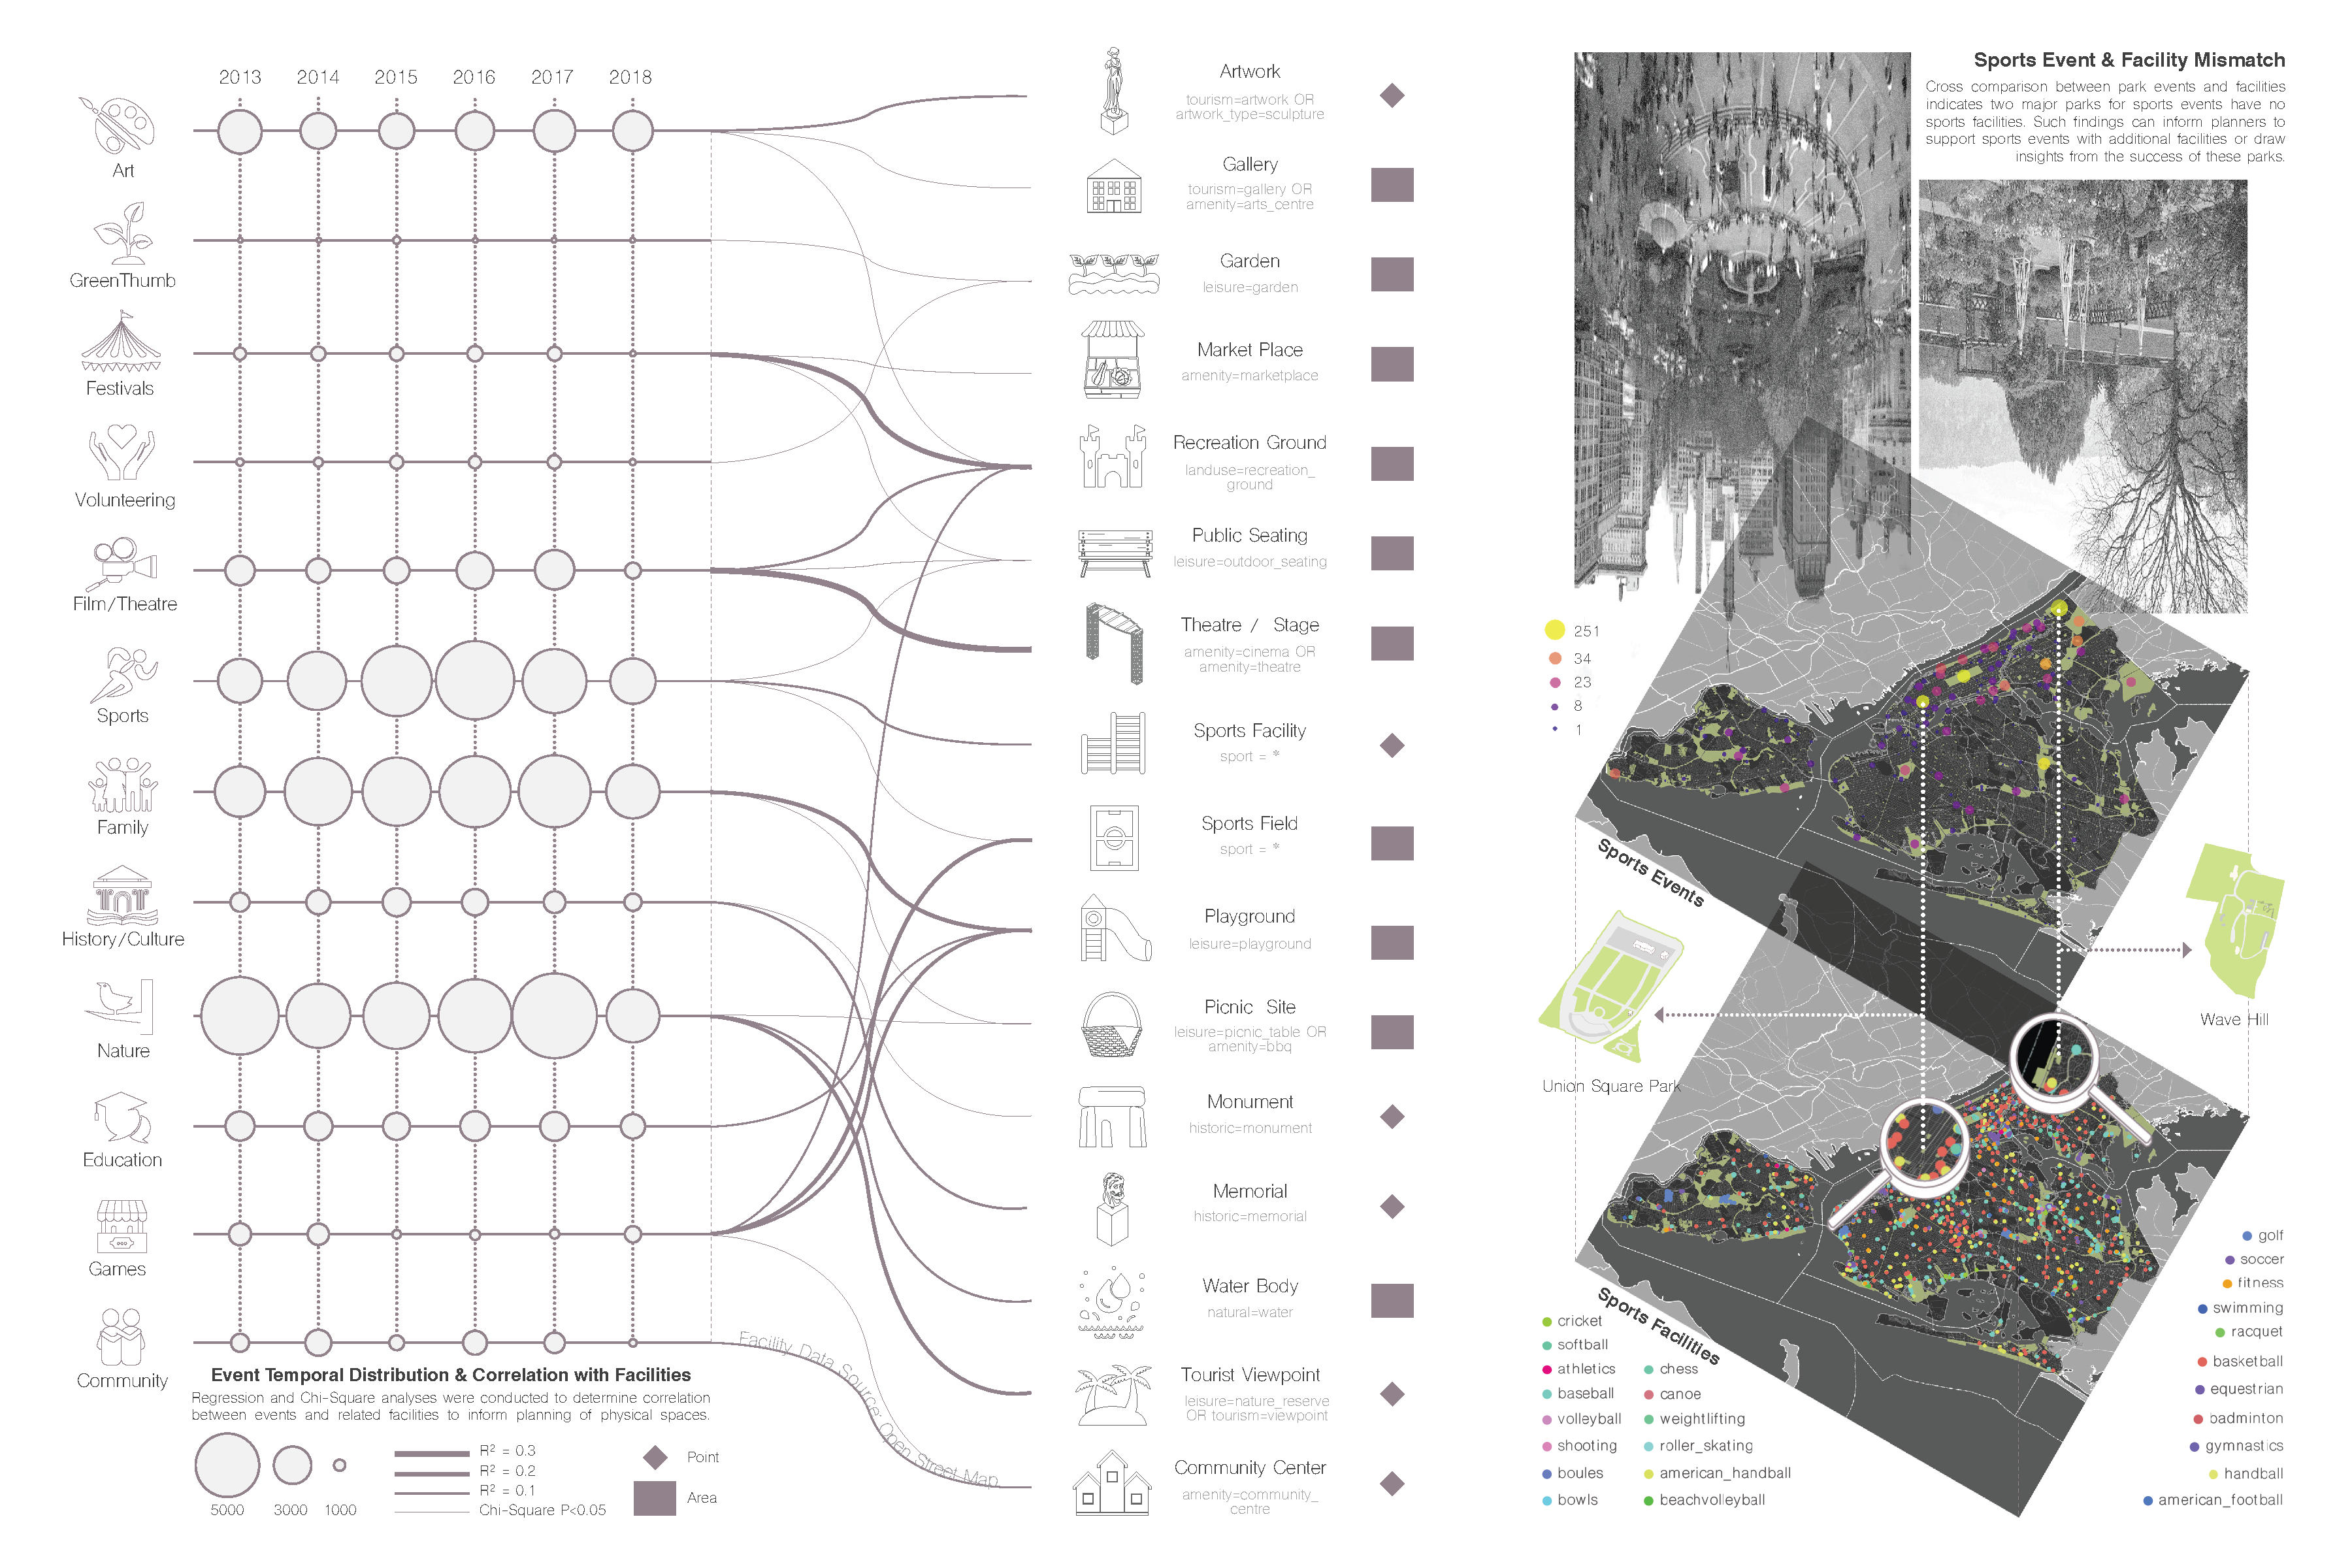 2013 2014 2015 2016 2017 2018
Art
GreenThumb
Festivals
Volunteering
Film/Theatre
Sports
Family
History/Culture
Nature
Education
Games
Community
Event Temporal Distribution & Correlation with Facilities
Regression and Chi-Square analyses were conducted to determine correlation
between events and related facilities to inform planning of physical spaces.
5000 3000 1000
R² = 0.3
R² = 0.2
R² = 0.1
Chi-Square P<0.05
Point
Area
Facility Data Source: Open Street Map
Artwork
tourism=artwork OR
artwork_type=sculpture
Gallery
tourism=gallery OR
amenity=arts_centre
Garden
leisure=garden
Market Place
amenity=marketplace
Recreation Ground
landuse=recreation_
ground
Public Seating
leisure=outdoor_seating
Theatre / Stage
amenity=cinema OR
amenity=theatre
Sports Facility
sport = *
Sports Field
sport = *
Playground
leisure=playground
Picnic Site
leisure=picnic_table OR
amenity=bbq
Monument
historic=monument
Memorial
historic=memorial
Water Body
natural=water
Tourist Viewpoint
leisure=nature_reserve
OR tourism=viewpoint
Community Center
amenity=community_
centre
Sports Event & Facility Mismatch
Cross comparison between park events and facilities
indicates two major parks for sports events have no
sports facilities. Such findings can inform planners to
support sports events with additional facilities or draw
insights from the success of these parks.
251
34
23
8
1
Sports Events
Union Square Park
Wave Hill
Sports Facilities
cricket
softball
athletics
baseball
volleyball
shooting
boules
bowls
chess
canoe
weightlifting
roller_skating
american_handball
beachvolleyball
golf
soccer
fitness
swimming
racquet
basketball
equestrian
badminton
gymnastics
handball
american_football